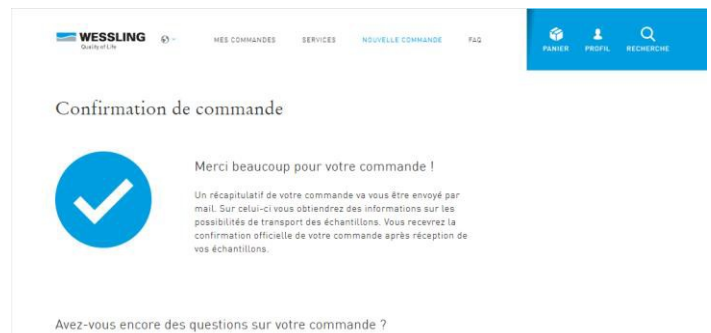 WESSLING
Quality of Life
MES COMMANDES
SERVICES
NOUVELLE COMMANDE
FAQ
PANIER
PROFIL
RECHERCHE
Confirmation de commande
Merci beaucoup pour votre commande !
Un récapitulatif de votre commande va vous être envoyé par
mail. Sur celui-ci vous obtiendrez des informations sur les
possibilités de transport des échantillons. Vous recevrez la
confirmation officielle de votre commande après réception de
vos échantillons.
Avez-vous encore des questions sur votre commande ?